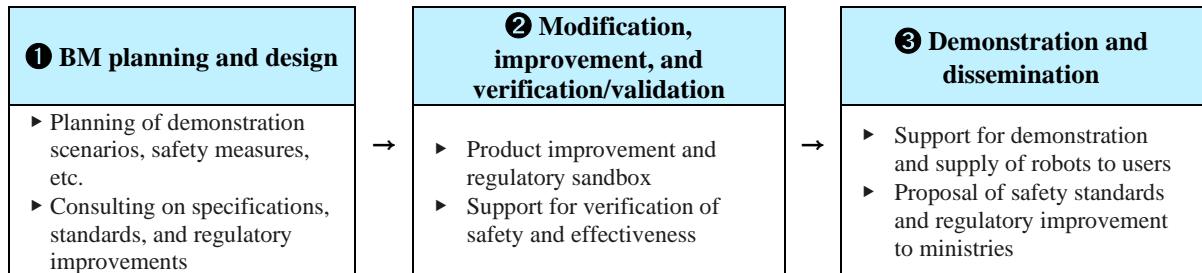 ❶ BM planning and design
▶ Planning of demonstration
scenarios, safety measures,
etc.
▶ Consulting on specifications,
standards, and regulatory
improvements
→
❷ Modification,
improvement, and
verification/validation
▶ Product improvement and
regulatory sandbox
▶ Support for verification of
safety and effectiveness
→
❸ Demonstration and
dissemination
▶ Support for demonstration
and supply of robots to users
▶ Proposal of safety standards
and regulatory improvement
to ministries